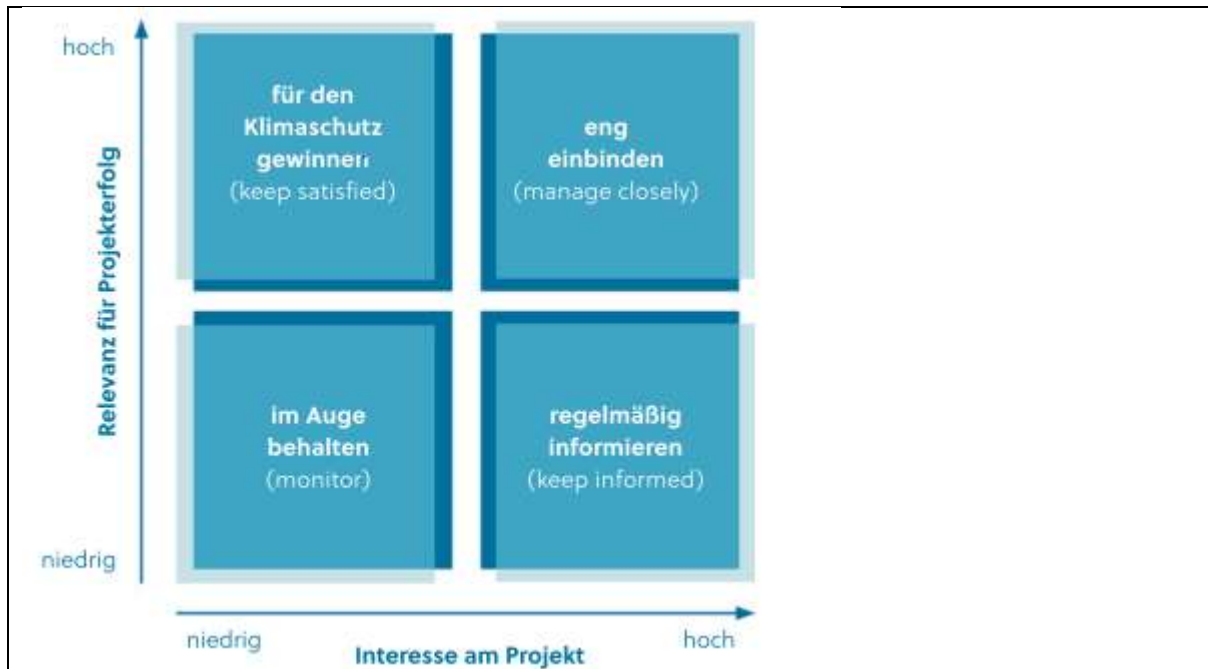 hoch
für den
Klimaschutz
gewinnen
(keep satisfied)
eng
einbinden
(manage closely)
Relevanz für Projekterfolg
im Auge
behalten
(monitor)
regelmäßig
informieren
(keep informed)
niedrig
niedrig
hoch
Interesse am Projekt